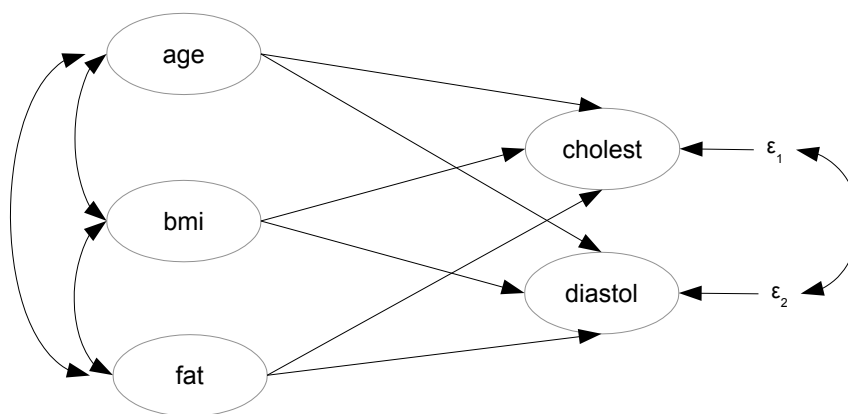 age
cholest
ε1
bmi
diastol
ε2
fat